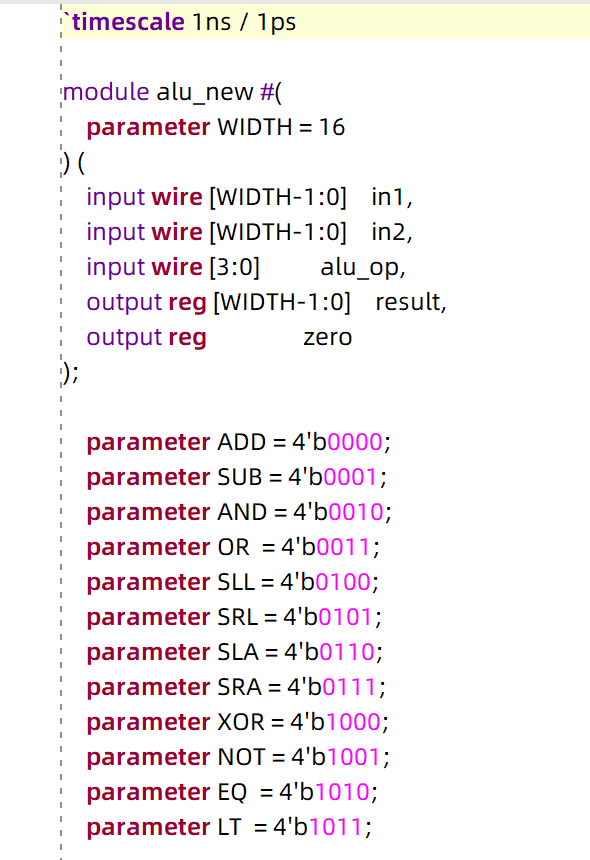 `timescale 1ns / 1ps
module alu_new #(
parameter WIDTH = 16
) (
input wire [WIDTH-1:0] in1,
input wire [WIDTH-1:0] in2,
input wire [3:0] alu_op,
output reg [WIDTH-1:0] result,
output reg zero
);
parameter ADD = 4'b0000;
parameter SUB = 4'b0001;
parameter AND = 4'b0010;
parameter OR = 4'b0011;
parameter SLL = 4'b0100;
parameter SRL = 4'b0101;
parameter SLA = 4'b0110;
parameter SRA = 4'b0111;
parameter XOR = 4'b1000;
parameter NOT = 4'b1001;
parameter EQ = 4'b1010;
parameter LT = 4'b1011;